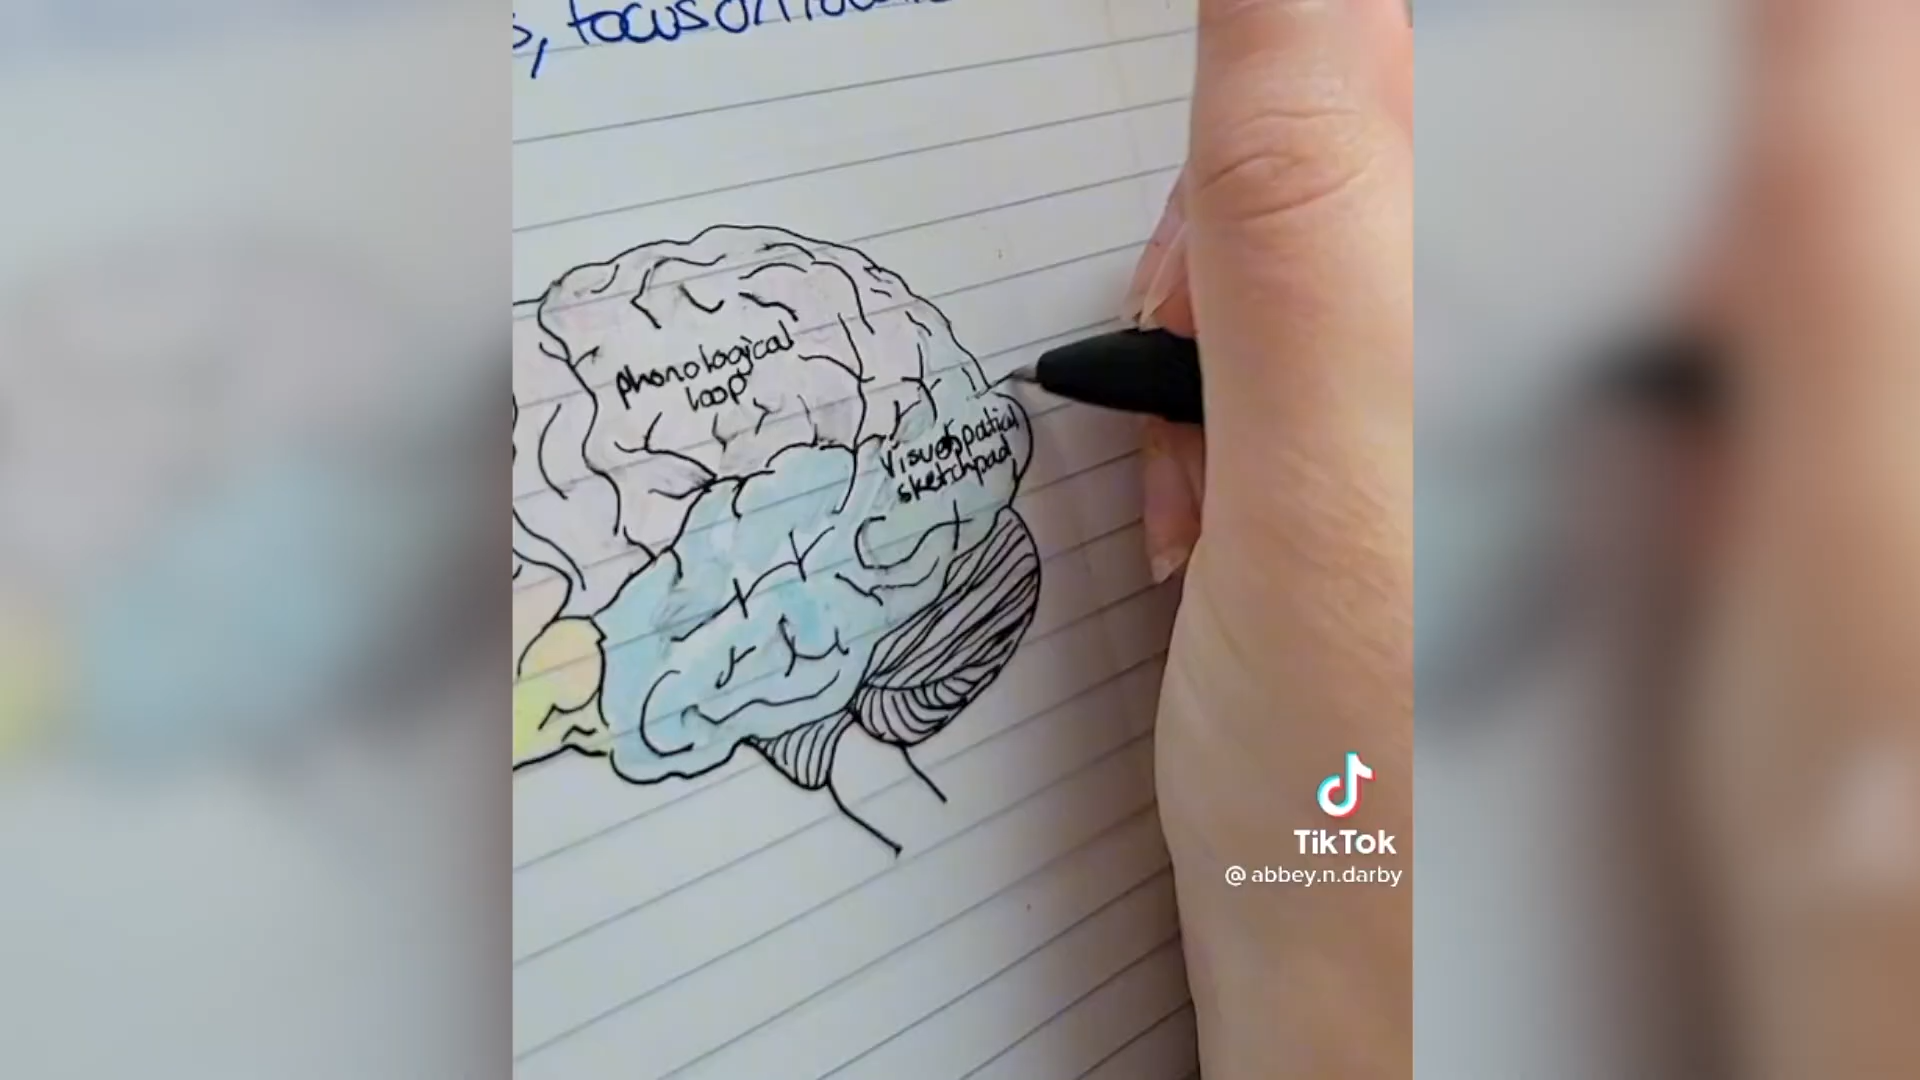 s, focus on
phonological
loop
visuospatial
sketchpad
TikTok
@abbey.n.darby